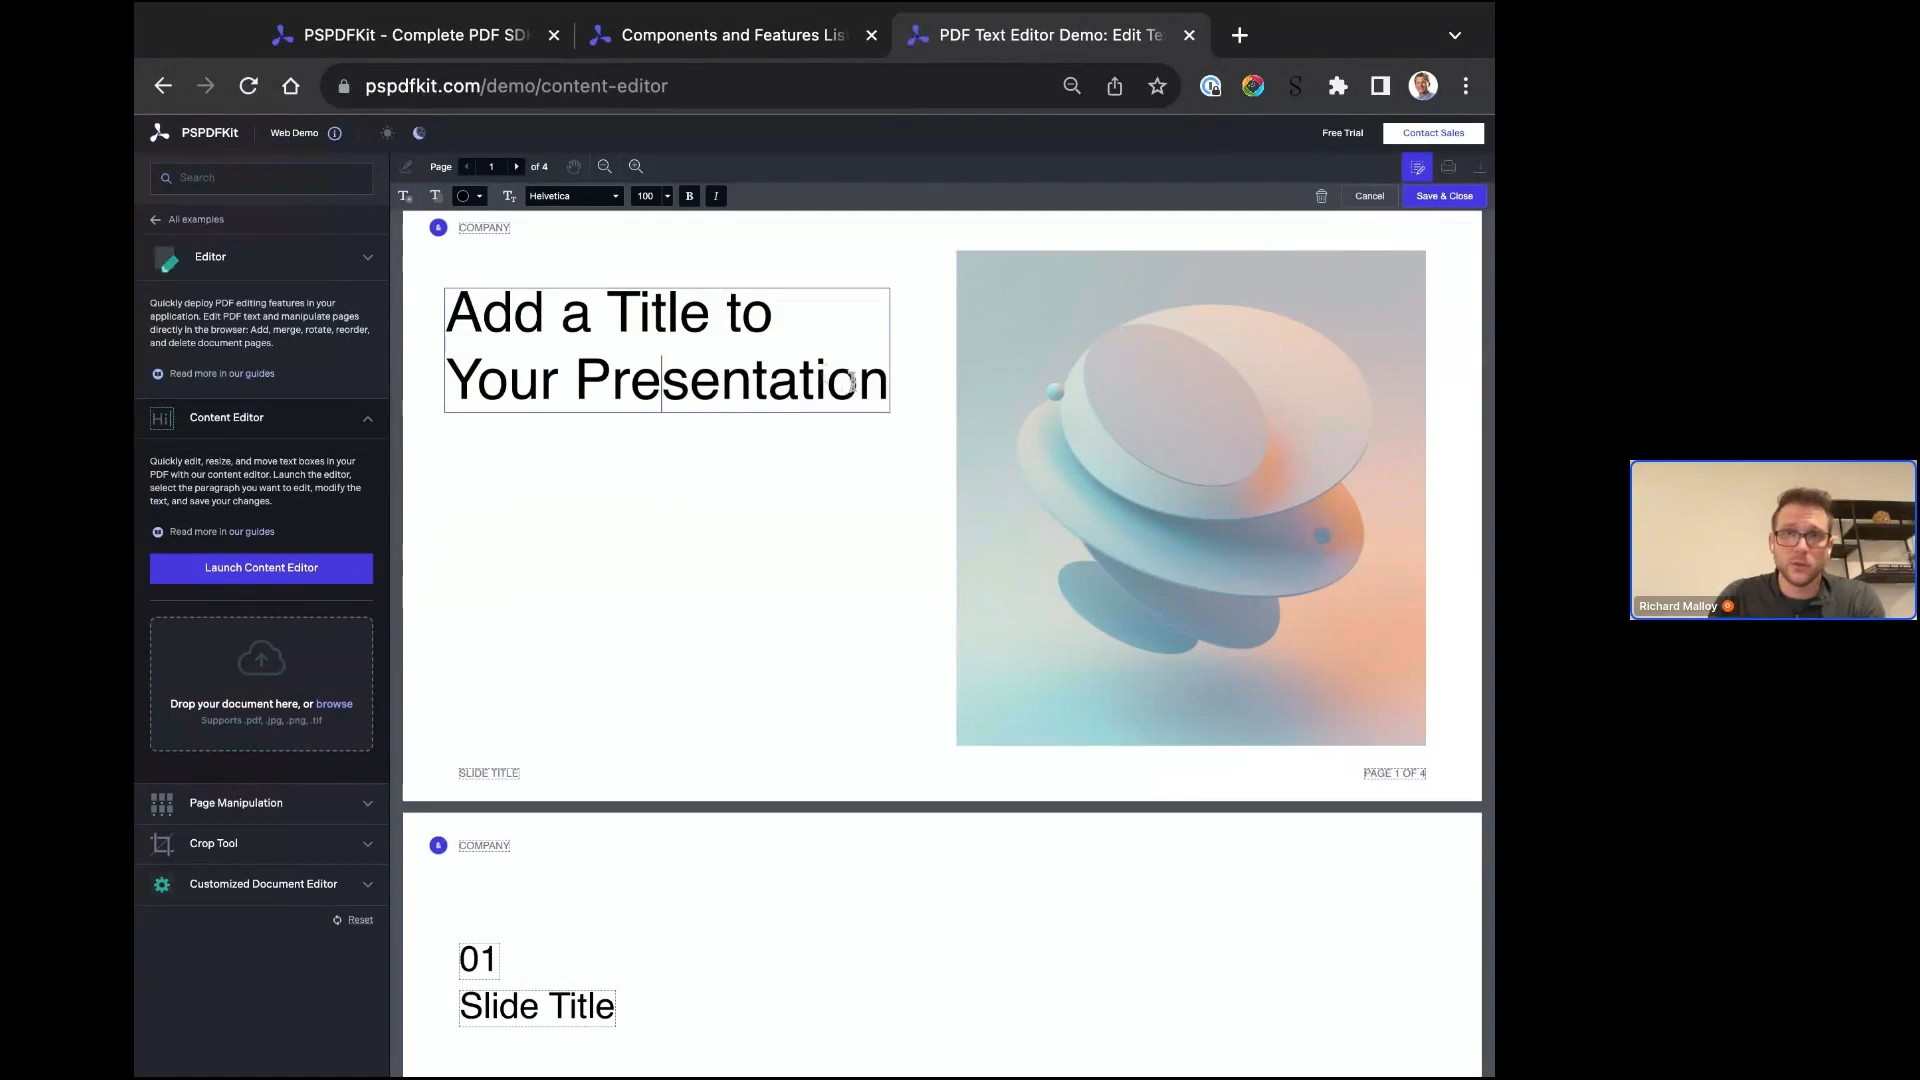 PSPDFKit - Complete PDF SD
Components and Features Lis
PDF Text Editor Demo: Edit Te
pspdfkit.com/demo/content-editor
PSPDFKit
Web Demo
Free Trial
Contact Sales
Search
Page
1
of 4
Helvetica
100
B
I
Cancel
Save & Close
All examples
Editor
Quickly deploy PDF editing features in your
application. Edit PDF text and manipulate pages
directly in the browser: Add, merge, rotate, reorder,
and delete document pages.
Read more in our guides
Content Editor
Quickly edit, resize, and move text boxes in your
PDF with our content editor. Launch the editor,
select the paragraph you want to edit, modify the
text, and save your changes.
Read more in our guides
Launch Content Editor
Drop your document here, or browse
Supports .pdf, .jpg, .png, .tif
Page Manipulation
Crop Tool
Customized Document Editor
Reset
& COMPANY
Add a Title to
Your Presentation
SLIDE TITLE
PAGE 1 OF 4
& COMPANY
01
Slide Title
Richard Malloy